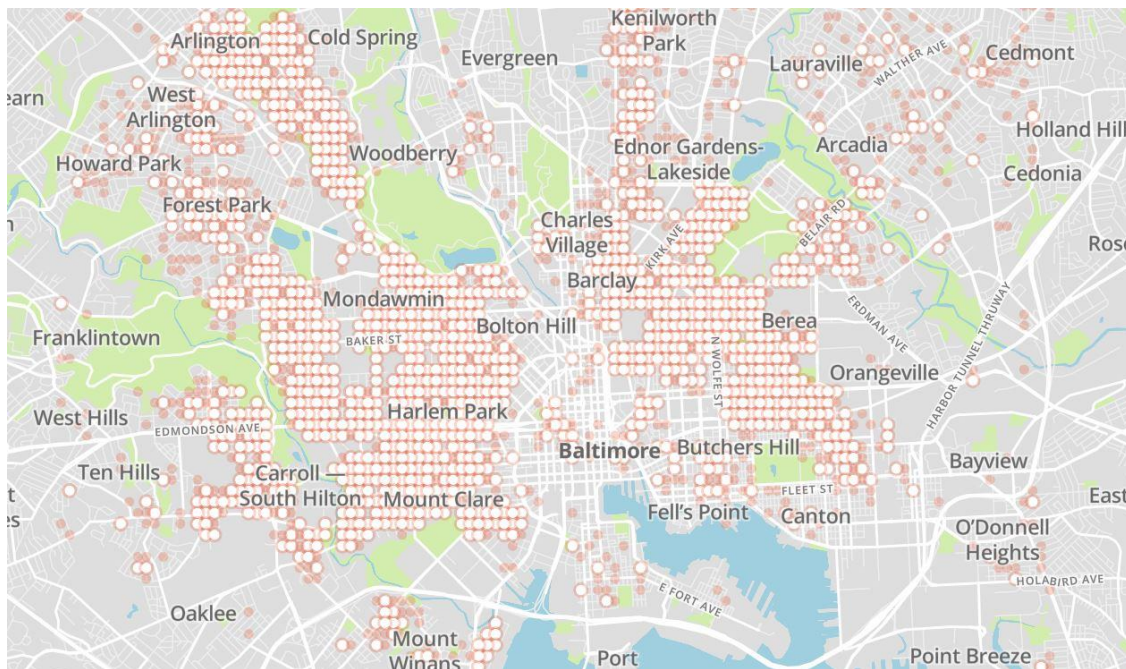 Kenilworth
Park
Arlington
Cold Spring
Evergreen
Lauraville
WALTHER AVE
Cedmont
earn
West
Arlington
Holland Hill
Howard Park
Woodberry
Ednor Gardens-
Lakeside
Arcadia
Cedonia
Forest Park
Charles
Village
KIRK AVE
BELAIR RD
Rose
n
Barclay
Mondawmin
Bolton Hill
Berea
ERDMAN AVE
HARBOR TUNNEL THRUWAY
Franklintown
BAKER ST
N WOLFE ST
Orangeville
West Hills
Harlem Park
EDMONDSON AVE
Baltimore
Butchers Hill
Bayview
Ten Hills
Carroll —
South Hilton
Mount Clare
FLEET ST
t
es
East
Fell's Point
Canton
O'Donnell
Heights
HOLABIRD AVE
E FORT AVE
Oaklee
Mount
Winans
Port
Point Breeze